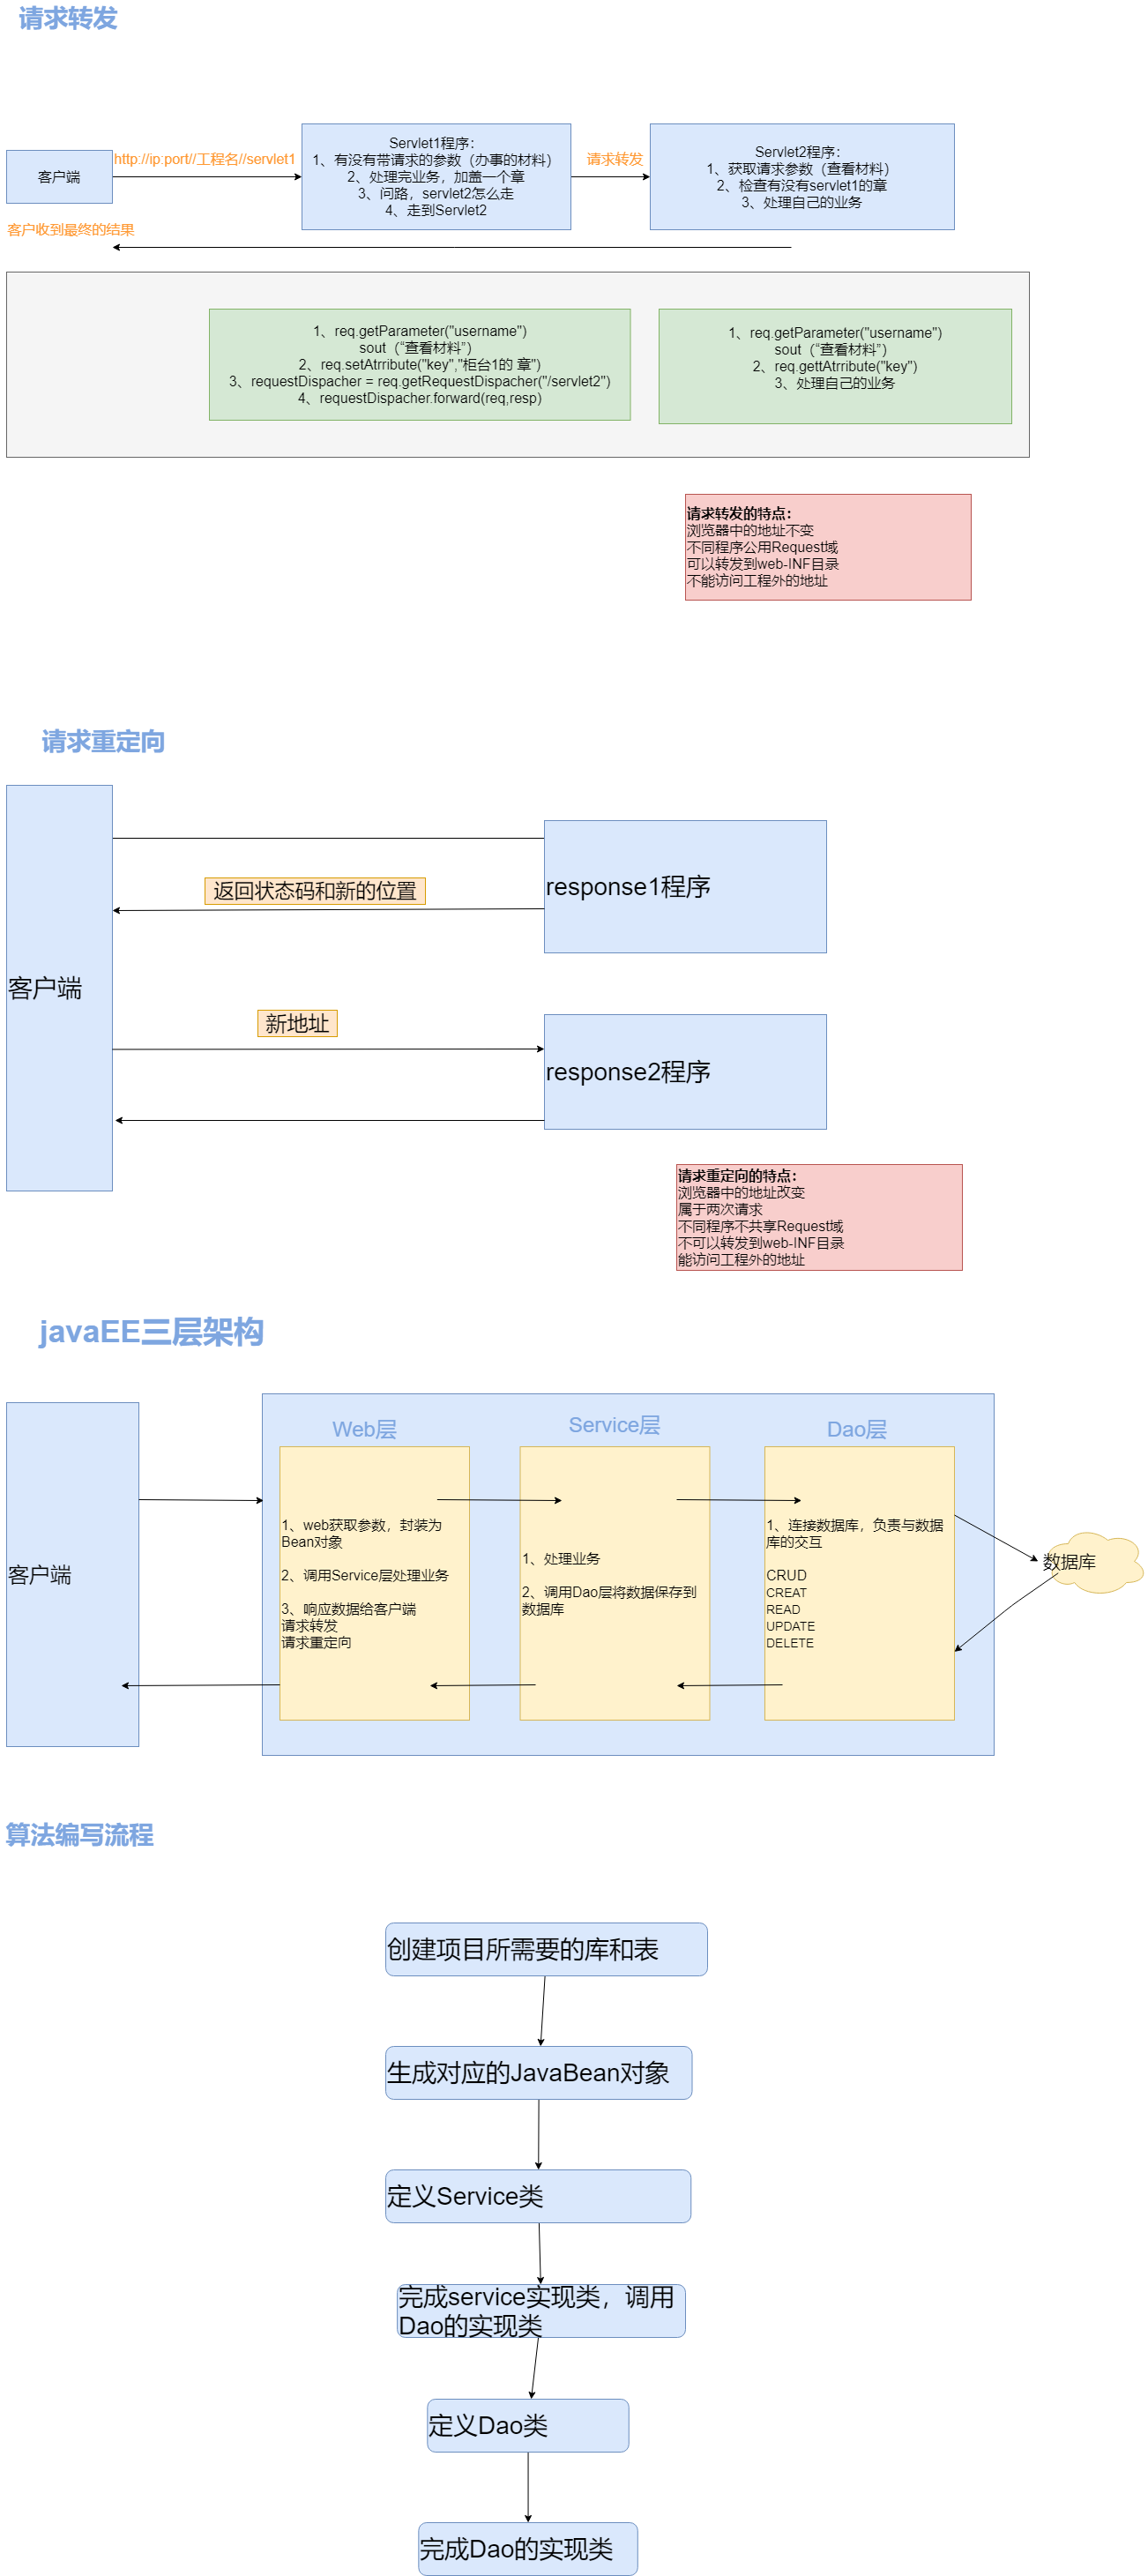 请求转发
客户端
http://ip:port//工程名//servlet1
Servlet1程序：
1、有没有带请求的参数（办事的材料）
2、处理完业务，加盖一个章
3、问路，servlet2怎么走
4、走到Servlet2
请求转发
Servlet2程序：
1、获取请求参数（查看材料）
2、检查有没有servlet1的章
3、处理自己的业务
客户收到最终的结果
1、req.getParameter("username")
sout（“查看材料”）
2、req.setAtrribute("key","柜台1的 章")
3、requestDispacher = req.getRequestDispacher("/servlet2")
4、requestDispacher.forward(req,resp)
1、req.getParameter("username")
sout（“查看材料”）
2、req.gettAtrribute("key")
3、处理自己的业务
请求转发的特点：
浏览器中的地址不变
不同程序公用Request域
可以转发到web-INF目录
不能访问工程外的地址
请求重定向
客户端
返回状态码和新的位置
response1程序
新地址
response2程序
请求重定向的特点：
浏览器中的地址改变
属于两次请求
不同程序不共享Request域
不可以转发到web-INF目录
能访问工程外的地址
javaEE三层架构
客户端
Web层
1、web获取参数，封装为
Bean对象
2、调用Service层处理业务
3、响应数据给客户端
请求转发
请求重定向
Service层
1、处理业务
2、调用Dao层将数据保存到
数据库
Dao层
1、连接数据库，负责与数据
库的交互
CRUD
CREAT
READ
UPDATE
DELETE
数据库
算法编写流程
创建项目所需要的库和表
生成对应的JavaBean对象
定义Service类
完成service实现类，调用
Dao的实现类
定义Dao类
完成Dao的实现类